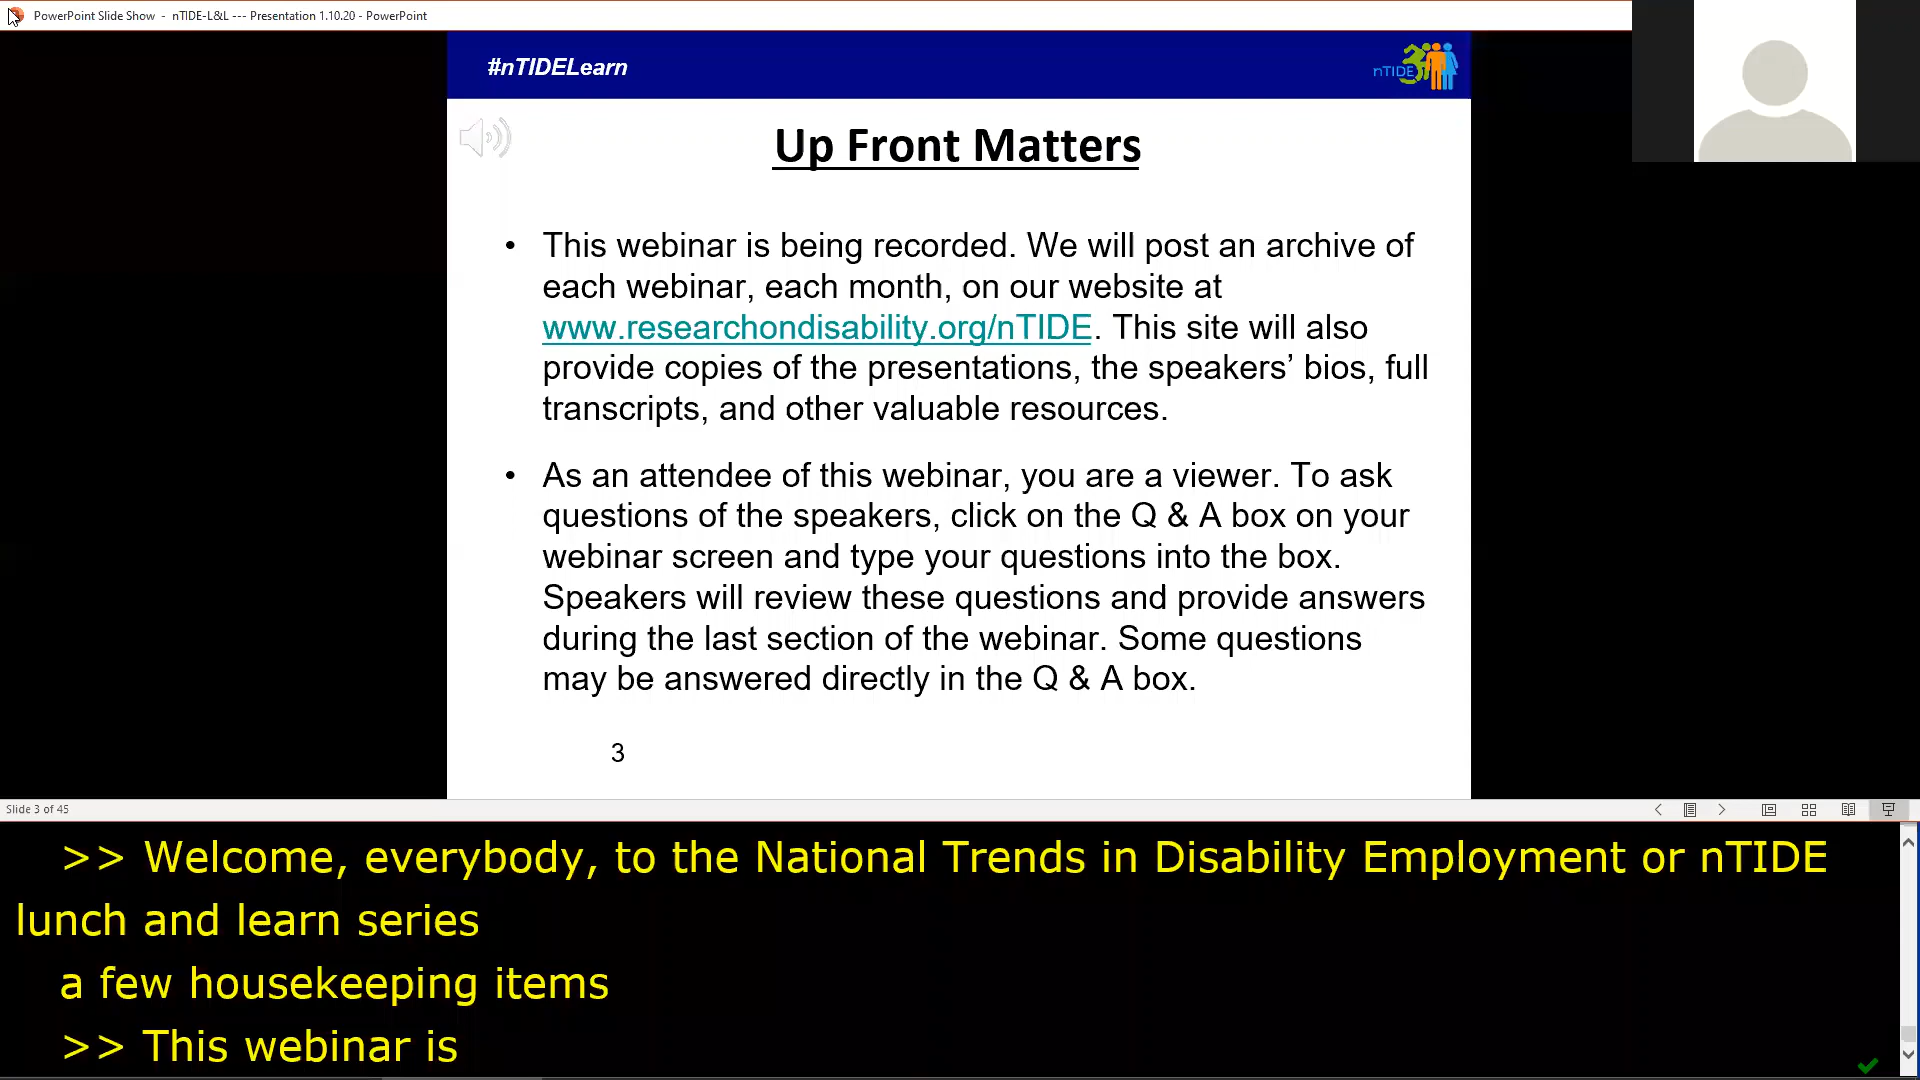 PowerPoint Slide Show - nTIDE-L&L --- Presentation 1.10.20 - PowerPoint
#nTIDELearn
nTIDE
Up Front Matters
• This webinar is being recorded. We will post an archive of
each webinar, each month, on our website at
www.researchondisability.org/nTIDE. This site will also
provide copies of the presentations, the speakers’ bios, full
transcripts, and other valuable resources.
• As an attendee of this webinar, you are a viewer. To ask
questions of the speakers, click on the Q & A box on your
webinar screen and type your questions into the box.
Speakers will review these questions and provide answers
during the last section of the webinar. Some questions
may be answered directly in the Q & A box.
3
Slide 3 of 45
>> Welcome, everybody, to the National Trends in Disability Employment or nTIDE
lunch and learn series
a few housekeeping items
>> This webinar is